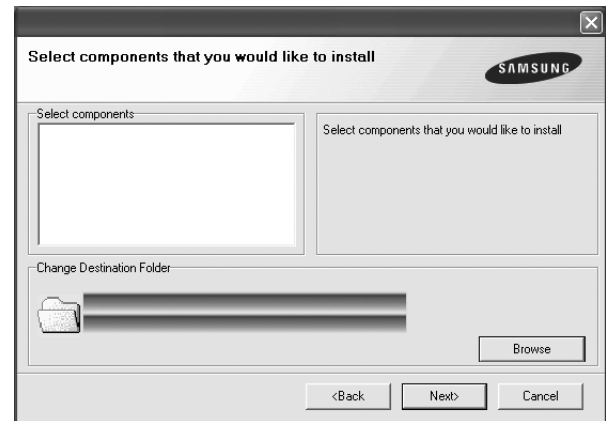 Select components that you would like to install
SAMSUNG
Select components
Select components that you would like to install
Change Destination Folder
Browse
<Back
Next>
Cancel